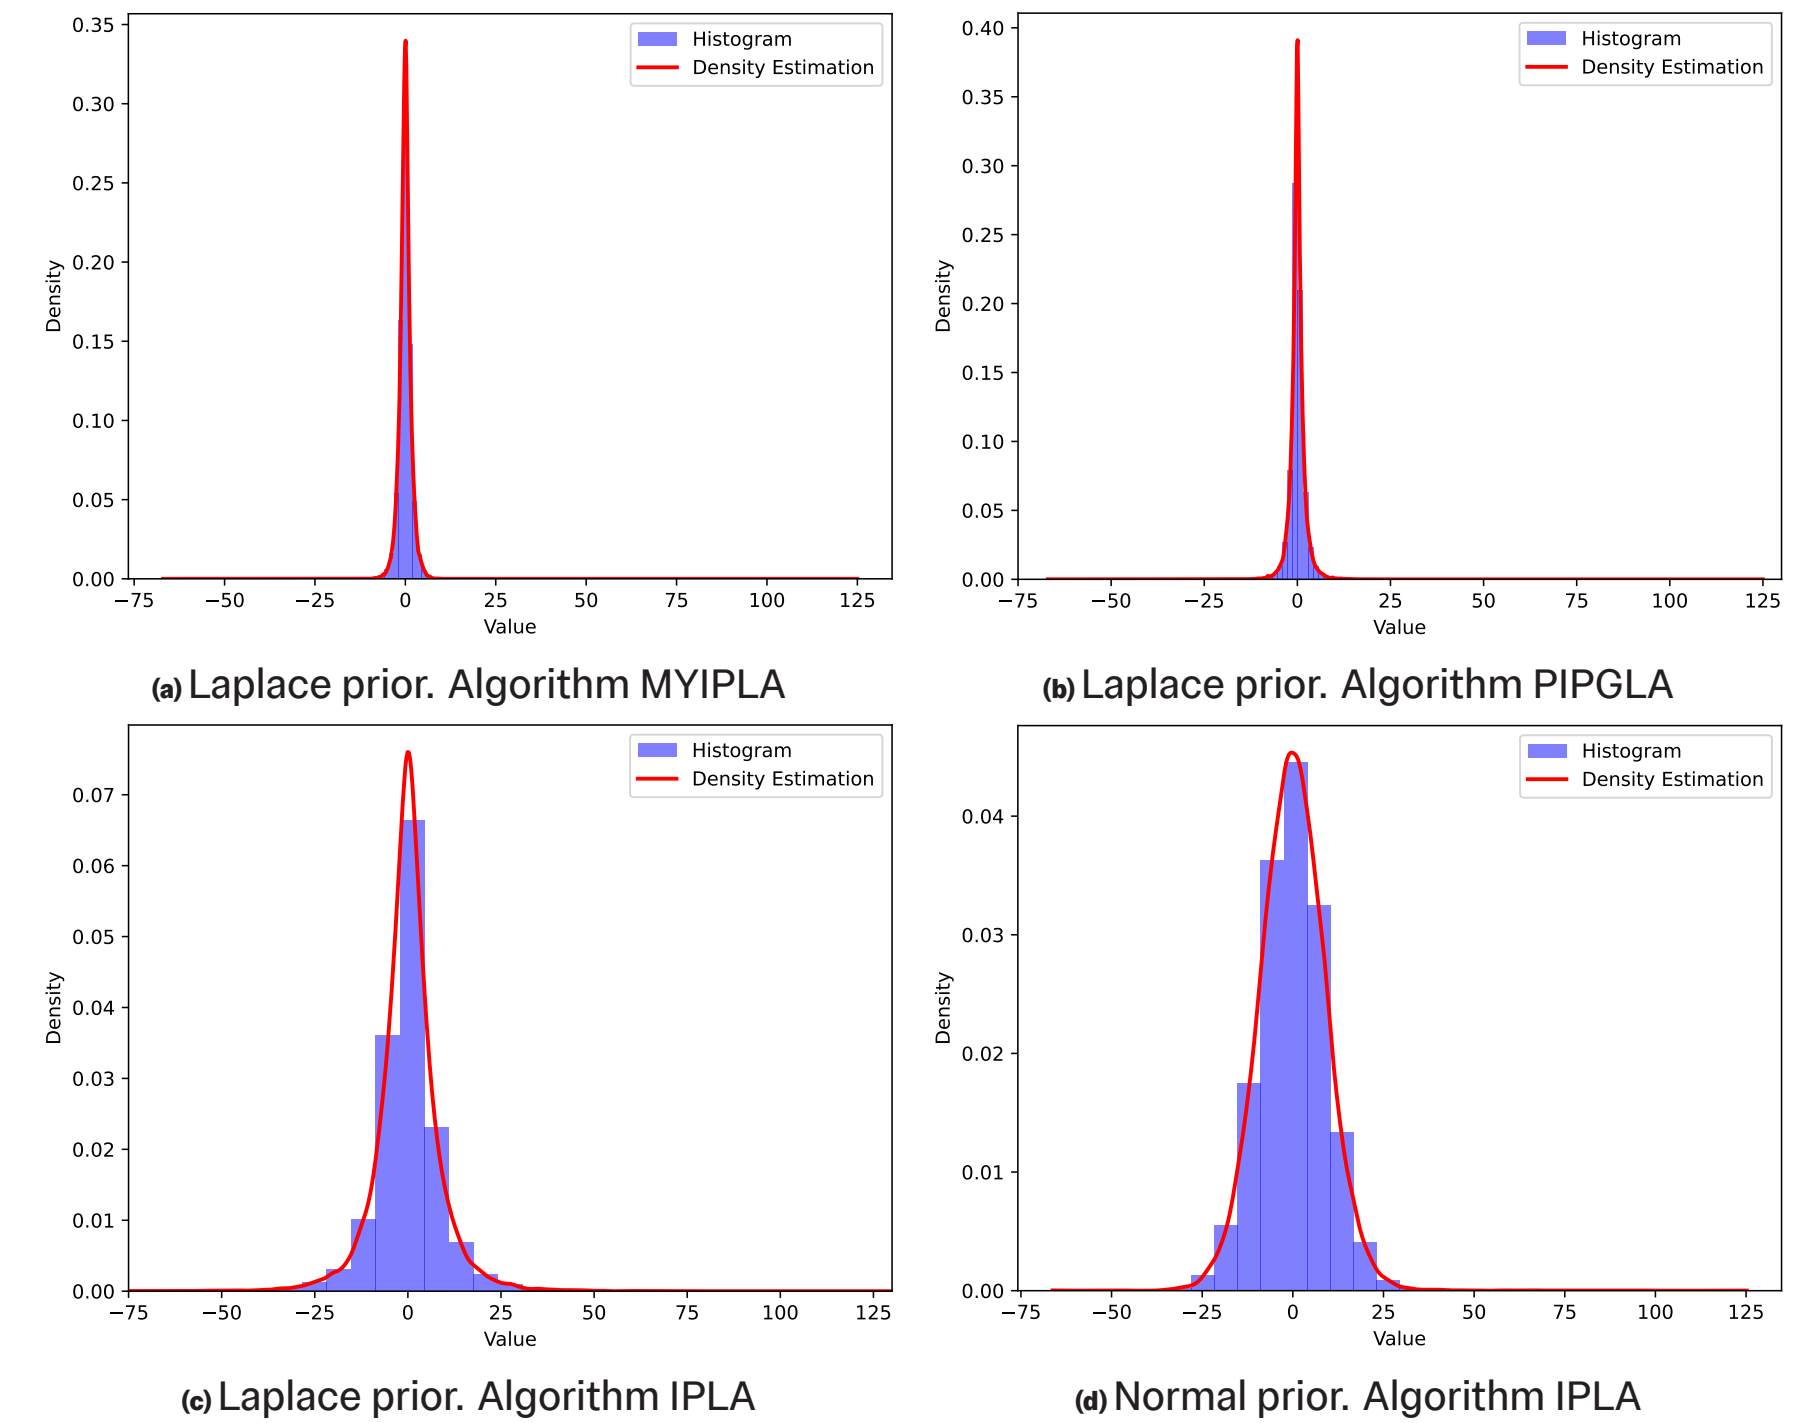 0.35
0.30
0.25
0.20
0.15
0.10
0.05
0.00
Density
−75 −50 −25 0 25 50 75 100 125
Value
Histogram
Density Estimation
(a) Laplace prior. Algorithm MYIPLA
0.40
0.35
0.30
0.25
0.20
0.15
0.10
0.05
0.00
Density
−75 −50 −25 0 25 50 75 100 125
Value
Histogram
Density Estimation
(b) Laplace prior. Algorithm PIPGLA
0.07
0.06
0.05
0.04
0.03
0.02
0.01
0.00
Density
−75 −50 −25 0 25 50 75 100 125
Value
Histogram
Density Estimation
(c) Laplace prior. Algorithm IPLA
0.04
0.03
0.02
0.01
0.00
Density
−75 −50 −25 0 25 50 75 100 125
Value
Histogram
Density Estimation
(d) Normal prior. Algorithm IPLA